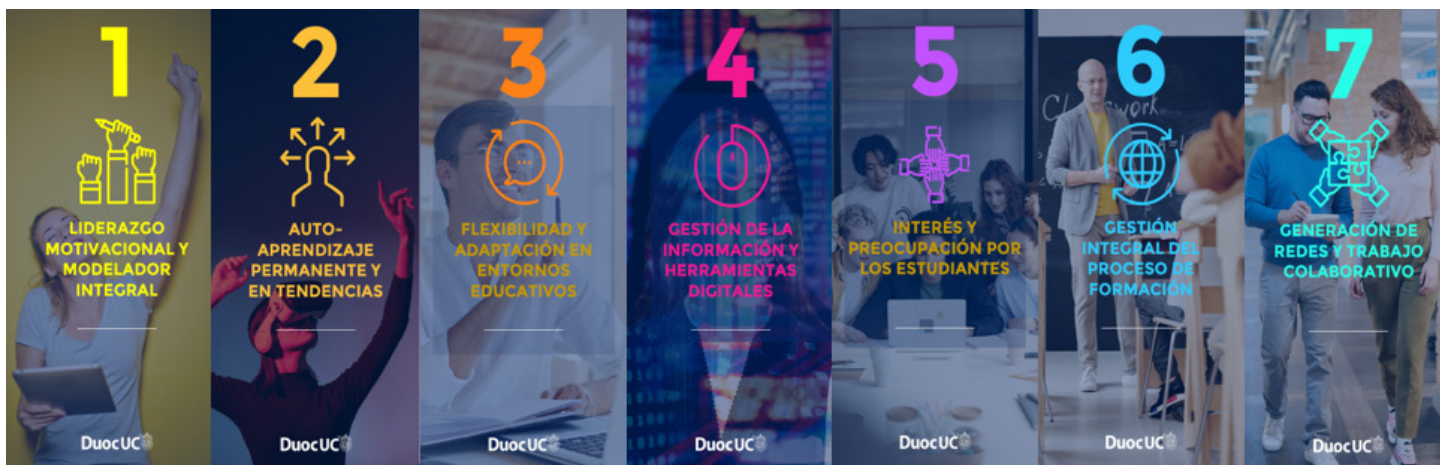 1
LIDERAZGO
MOTIVACIONAL Y
MODELADOR
INTEGRAL
DuocUC
2
AUTO-
APRENDIZAJE
PERMANENTE Y
EN TENDENCIAS
DuocUC
3
FLEXIBILIDAD Y
ADAPTACIÓN EN
ENTORNOS
EDUCATIVOS
DuocUC
4
GESTIÓN DE LA
INFORMACIÓN Y
HERRAMIENTAS
DIGITALES
DuocUC
5
INTERÉS Y
PREOCUPACIÓN POR
LOS ESTUDIANTES
DuocUC
6
GESTIÓN
INTEGRAL DEL
PROCESO DE
FORMACIÓN
DuocUC
7
GENERACIÓN DE
REDES Y TRABAJO
COLABORATIVO
DuocUC